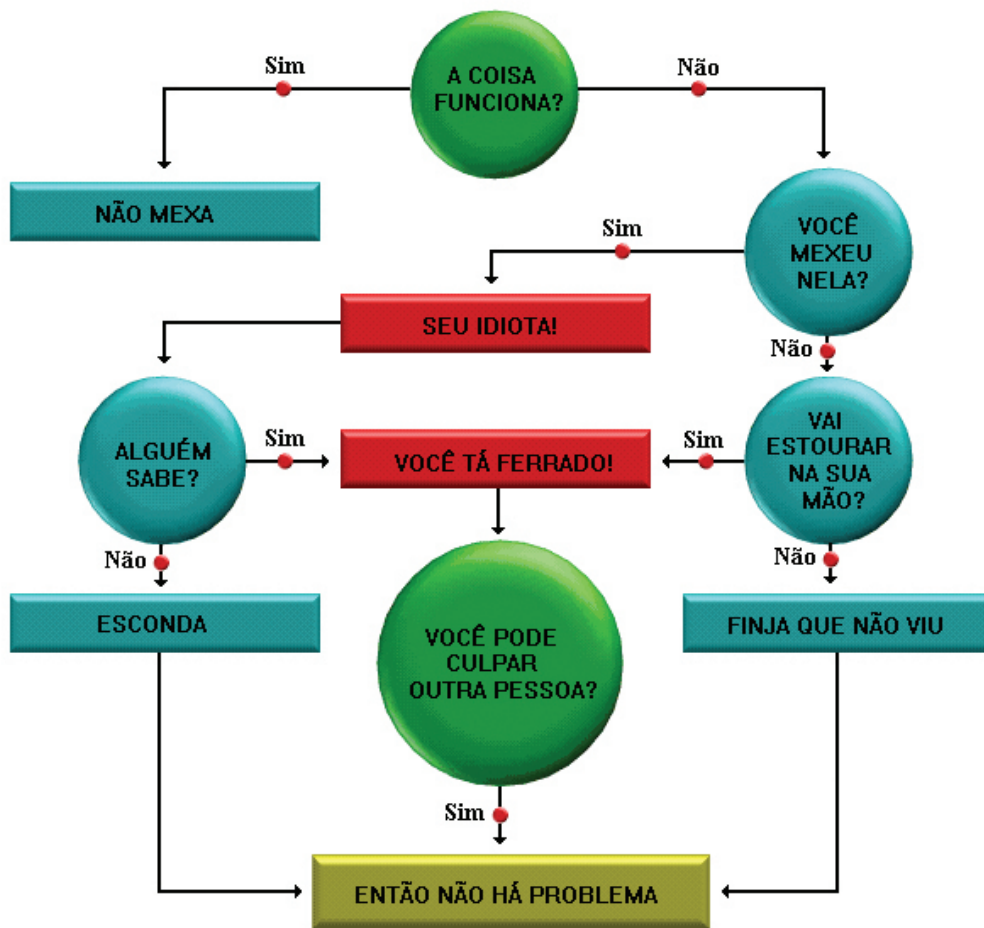 A COISA
FUNCIONA?
Sim
Não
NÃO MEXA
VOCÊ
MEXEU
NELA?
Sim
SEU IDIOTA!
Não
ALGUÉM
SABE?
Sim
VOCÊ TÁ FERRADO!
Sim
VAI
ESTOURAR
NA SUA
MÃO?
Não
Não
ESCONDA
VOCÊ PODE
CULPAR
OUTRA PESSOA?
FINJA QUE NÃO VIU
Sim
ENTÃO NÃO HÁ PROBLEMA